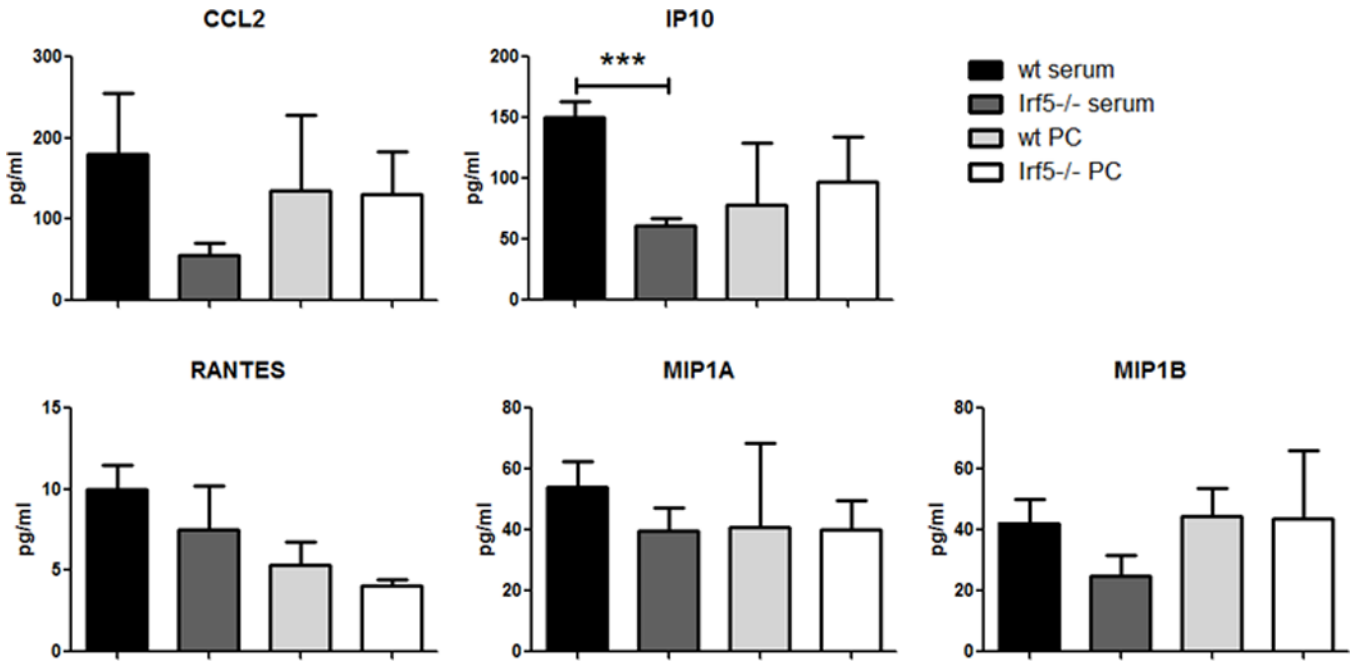 CCL2
300
200
100
0
pg/ml
IP10
***
200
150
100
50
0
pg/ml
wt serum
Irf5-/- serum
wt PC
Irf5-/- PC
RANTES
15
10
5
0
pg/ml
MIP1A
80
60
40
20
0
pg/ml
MIP1B
80
60
40
20
0
pg/ml